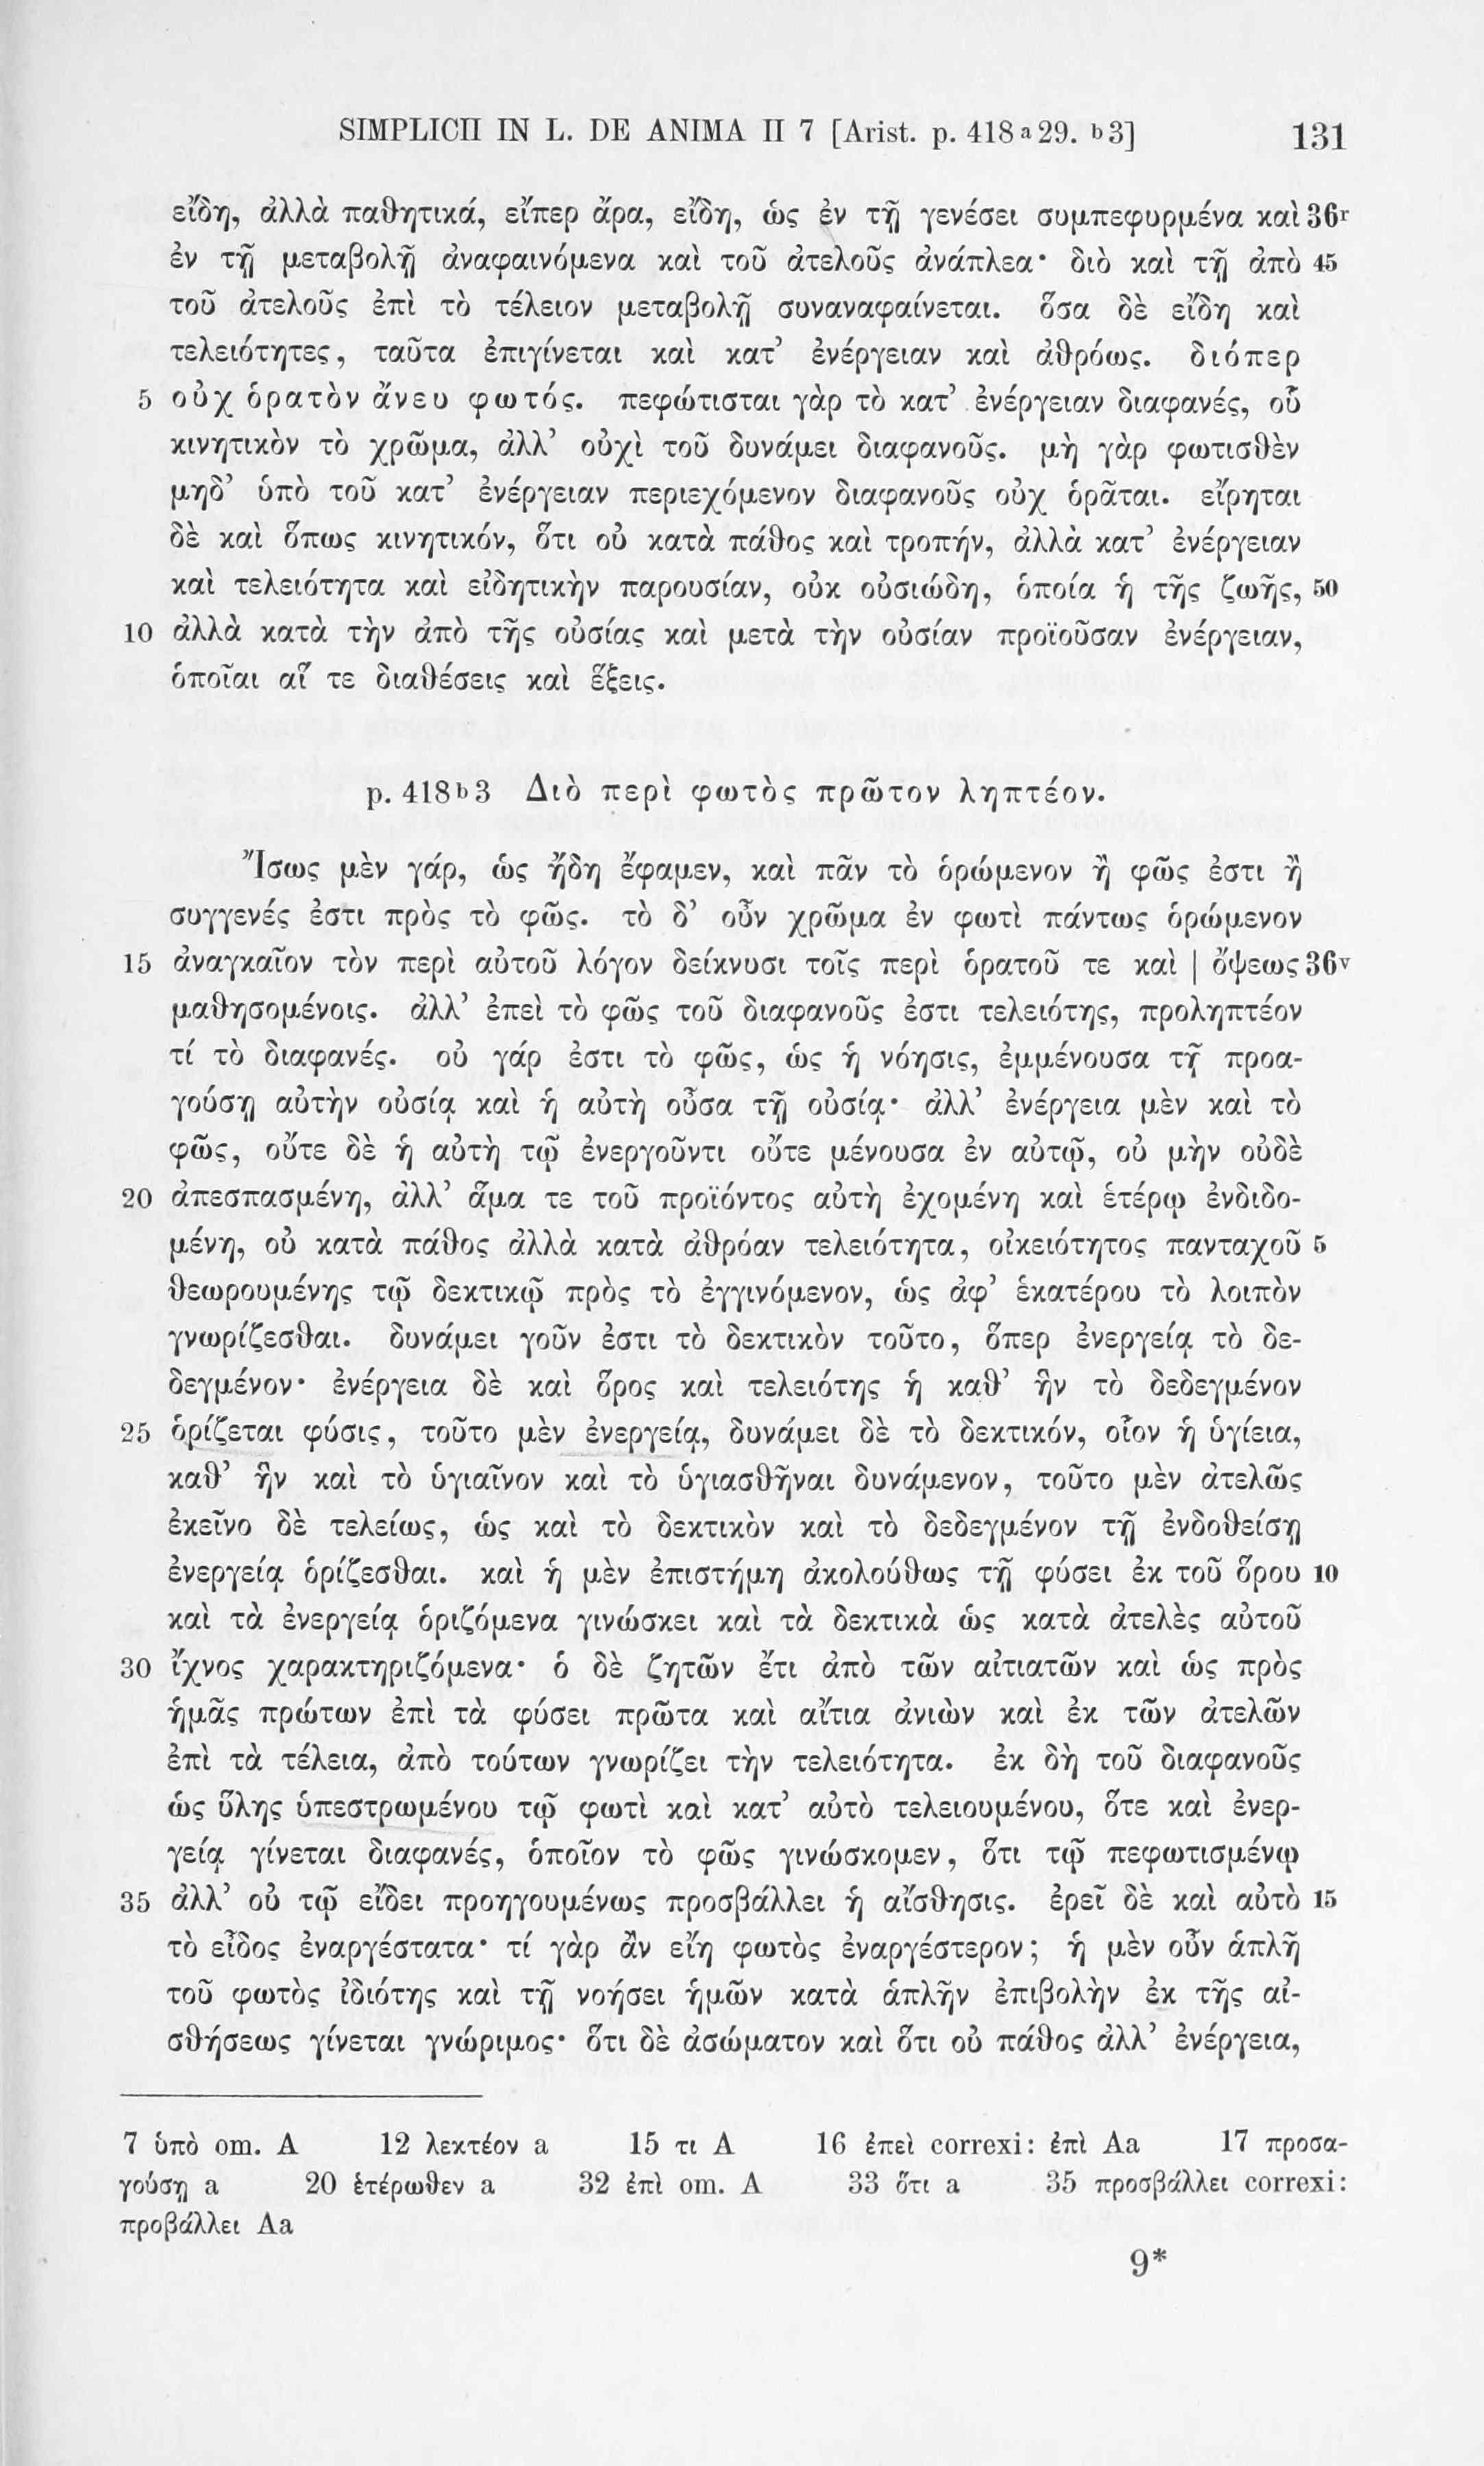 SIMPLICII IN L. DE ANIMA II 7 [Arist. p. 418 a 29. b 3] 131
εἴδη, ἀλλὰ παθητικά, εἴπερ ἄρα, εἴδη, ὡς ἐν τῇ γενέσει συμπεφυρμένα καὶ 36r
ἐν τῇ μεταβολῇ ἀναφαινόμενα καὶ τοῦ ἀτελοῦς ἀνάπλεα· διὸ καὶ τῇ ἀπὸ 45
τοῦ ἀτελοῦς ἐπὶ τὸ τέλειον μεταβολῇ συναναφαίνεται. ὅσα δὲ εἴδη καὶ
τελειότητες, ταῦτα ἐπιγίνεται καὶ κατ’ ἐνέργειαν καὶ ἀθρόως. διόπερ
5 οὐχ ὁρατὸν ἄνευ φωτός. πεφώτισται γὰρ τὸ κατ’ ἐνέργειαν διαφανές, οὗ
κινητικὸν τὸ χρῶμα, ἀλλ’ οὐχὶ τοῦ δυνάμει διαφανοῦς. μὴ γὰρ φωτισθὲν
μηδ’ ὑπὸ τοῦ κατ’ ἐνέργειαν περιεχόμενον διαφανοῦς οὐχ ὁρᾶται. εἴρηται
δὲ καὶ ὅπως κινητικόν, ὅτι οὐ κατὰ πάθος καὶ τροπήν, ἀλλὰ κατ’ ἐνέργειαν
καὶ τελειότητα καὶ εἰδητικὴν παρουσίαν, οὐκ οὐσιώδη, ὁποία ἡ τῆς ζωῆς, 50
10 ἀλλὰ κατὰ τὴν ἀπὸ τῆς οὐσίας καὶ μετὰ τὴν οὐσίαν προϊοῦσαν ἐνέργειαν,
ὁποῖαι αἵ τε διαθέσεις καὶ ἕξεις.
p. 418 b 3 Διὸ περὶ φωτὸς πρῶτον ληπτέον.
Ἴσως μὲν γάρ, ὡς ἤδη ἔφαμεν, καὶ πᾶν τὸ ὁρώμενον ἢ φῶς ἐστι ἢ
συγγενές ἐστι πρὸς τὸ φῶς. τὸ δ’ οὖν χρῶμα ἐν φωτὶ πάντως ὁρώμενον
15 ἀναγκαῖον τὸν περὶ αὐτοῦ λόγον δείκνυσι τοῖς περὶ ὁρατοῦ τε καὶ | ὄψεως 36v
μαθησομένοις. ἀλλ’ ἐπεὶ τὸ φῶς τοῦ διαφανοῦς ἐστι τελειότης, προληπτέον
τί τὸ διαφανές. οὐ γάρ ἐστι τὸ φῶς, ὡς ἡ νόησις, ἐμμένουσα τῇ προα-
γούσῃ αὐτὴν οὐσίᾳ καὶ ἡ αὐτὴ οὖσα τῇ οὐσίᾳ· ἀλλ’ ἐνέργεια μὲν καὶ τὸ
φῶς, οὔτε δὲ ἡ αὐτὴ τῷ ἐνεργοῦντι οὔτε μένουσα ἐν αὐτῷ, οὐ μὴν οὐδὲ
20 ἀπεσπασμένη, ἀλλ’ ἅμα τε τοῦ προϊόντος αὐτὴ ἐχομένη καὶ ἑτέρῳ ἐνδιδο-
μένη, οὐ κατὰ πάθος ἀλλὰ κατὰ ἀθρόαν τελειότητα, οἰκειότητος πανταχοῦ 5
θεωρουμένης τῷ δεκτικῷ πρὸς τὸ ἐγγινόμενον, ὡς ἀφ’ ἑκατέρου τὸ λοιπὸν
γνωρίζεσθαι. δυνάμει γοῦν ἐστι τὸ δεκτικὸν τοῦτο, ὅπερ ἐνεργείᾳ τὸ δε-
δεγμένον· ἐνέργεια δὲ καὶ ὅρος καὶ τελειότης ἡ καθ’ ἣν τὸ δεδεγμένον
25 ὁρίζεται φύσις, τοῦτο μὲν ἐνεργείᾳ, δυνάμει δὲ τὸ δεκτικόν, οἷον ἡ ὑγίεια,
καθ’ ἣν καὶ τὸ ὑγιαῖνον καὶ τὸ ὑγιασθῆναι δυνάμενον, τοῦτο μὲν ἀτελῶς
ἐκεῖνο δὲ τελείως, ὡς καὶ τὸ δεκτικὸν καὶ τὸ δεδεγμένον τῇ ἐνδοθείσῃ
ἐνεργείᾳ ὁρίζεσθαι. καὶ ἡ μὲν ἐπιστήμη ἀκολούθως τῇ φύσει ἐκ τοῦ ὅρου 10
καὶ τὰ ἐνεργείᾳ ὁριζόμενα γινώσκει καὶ τὰ δεκτικὰ ὡς κατὰ ἀτελὲς αὐτοῦ
30 ἴχνος χαρακτηριζόμενα· ὁ δὲ ζητῶν ἔτι ἀπὸ τῶν αἰτιατῶν καὶ ὡς πρὸς
ἡμᾶς πρώτων ἐπὶ τὰ φύσει πρῶτα καὶ αἴτια ἀνιὼν καὶ ἐκ τῶν ἀτελῶν
ἐπὶ τὰ τέλεια, ἀπὸ τούτων γνωρίζει τὴν τελειότητα. ἐκ δὴ τοῦ διαφανοῦς
ὡς ὕλης ὑπεστρωμένου τῷ φωτὶ καὶ κατ’ αὐτὸ τελειουμένου, ὅτε καὶ ἐνερ-
γείᾳ γίνεται διαφανές, ὁποῖον τὸ φῶς γινώσκομεν, ὅτι τῷ πεφωτισμένῳ
35 ἀλλ’ οὐ τῷ εἴδει προηγουμένως προσβάλλει ἡ αἴσθησις. ἐρεῖ δὲ καὶ αὐτὸ 15
τὸ εἶδος ἐναργέστατα· τί γὰρ ἂν εἴη φωτὸς ἐναργέστερον; ἡ μὲν οὖν ἁπλῆ
τοῦ φωτὸς ἰδιότης καὶ τῇ νοήσει ἡμῶν κατὰ ἁπλῆν ἐπιβολὴν ἐκ τῆς αἰ-
σθήσεως γίνεται γνώριμος· ὅτι δὲ ἀσώματον καὶ ὅτι οὐ πάθος ἀλλ’ ἐνέργεια,
7 ὑπὸ om. A 12 λεκτέον a 15 τι A 16 ἐπεὶ correxi: ἐπὶ Aa 17 προσα-
γούσῃ a 20 ἑτέρωθεν a 32 ἐπὶ om. A 33 ὅτι a 35 προσβάλλει correxi:
προβάλλει Aa
9*